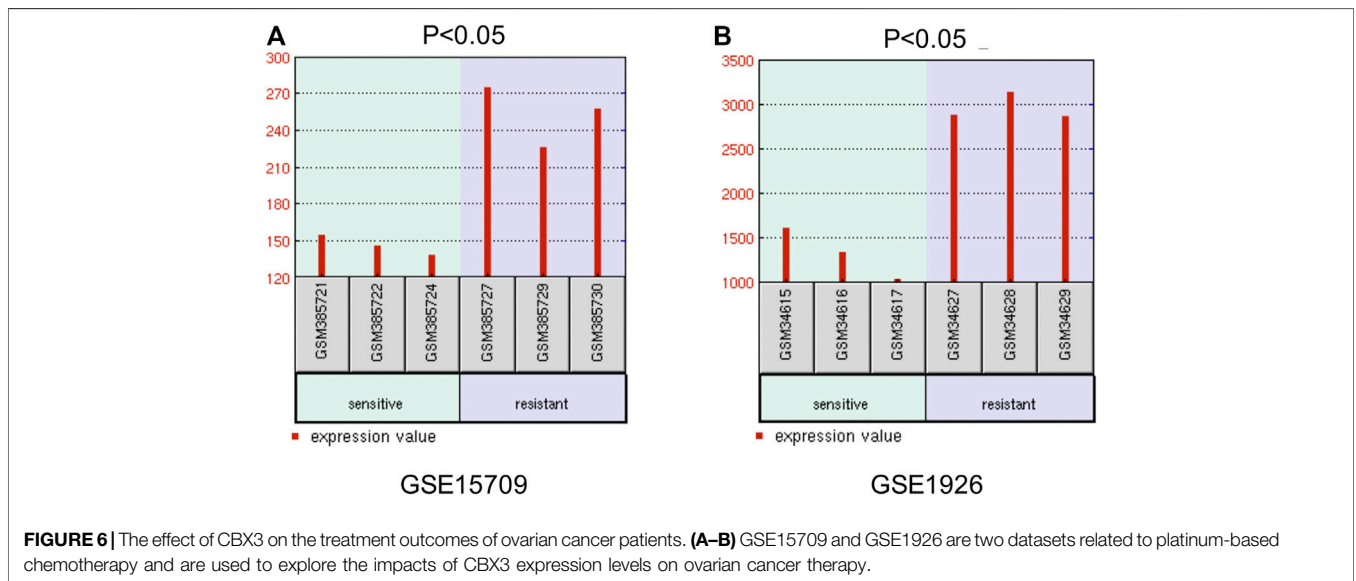 A
P<0.05
300
270
240
210
180
150
120
GSM385721
GSM385722
GSM385724
GSM385727
GSM385729
GSM385730
sensitive
resistant
expression value
GSE15709
B
P<0.05 _
3500
3000
2500
2000
1500
1000
GSM34615
GSM34616
GSM34617
GSM34627
GSM34628
GSM34629
sensitive
resistant
expression value
GSE1926
FIGURE 6 | The effect of CBX3 on the treatment outcomes of ovarian cancer patients. (A–B) GSE15709 and GSE1926 are two datasets related to platinum-based
chemotherapy and are used to explore the impacts of CBX3 expression levels on ovarian cancer therapy.